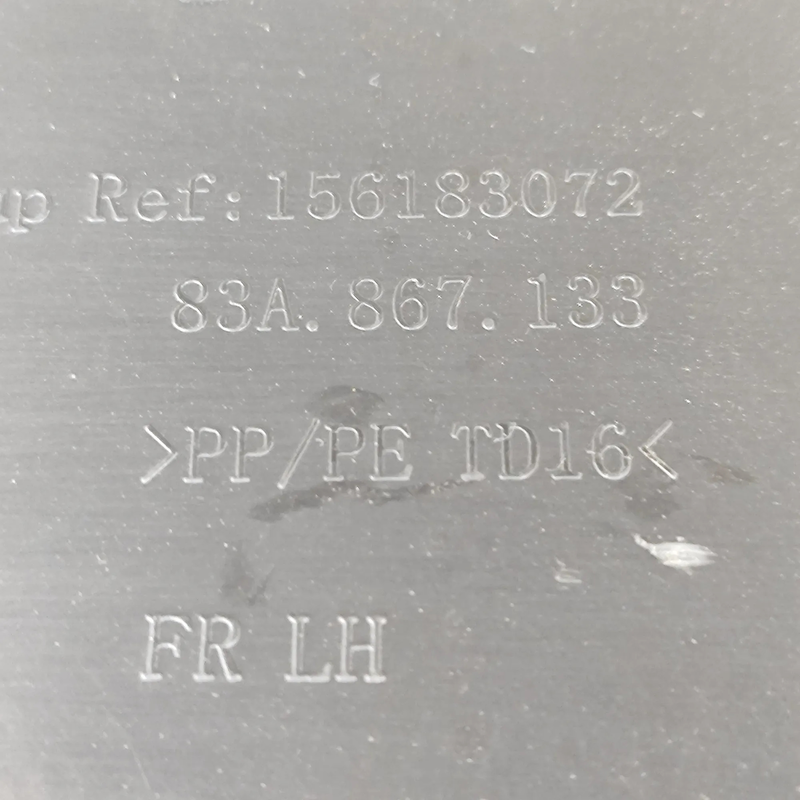 Ref:156183072
83A.867.133
>PP/PE TD16<
FR LH